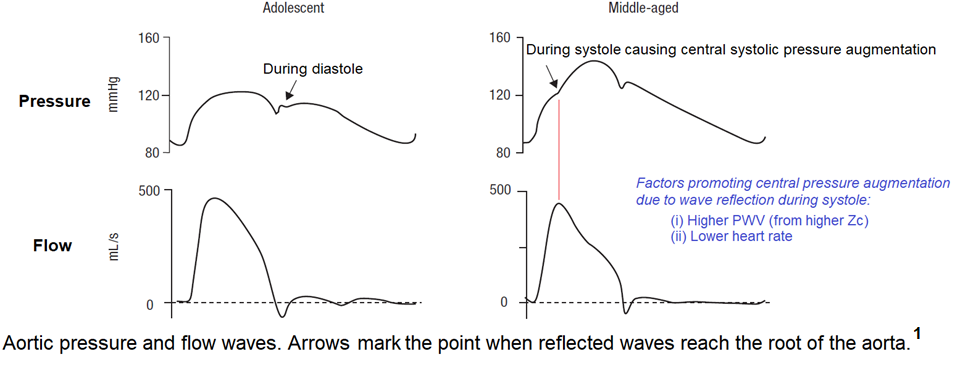 Adolescent
Middle-aged
160
120
80
mmHg
Pressure
During diastole
160
120
80
During systole causing central systolic pressure augmentation
500
0
mL/s
Flow
500
0
Factors promoting central pressure augmentation
due to wave reflection during systole:
(i) Higher PWV (from higher Zc)
(ii) Lower heart rate
Aortic pressure and flow waves. Arrows mark the point when reflected waves reach the root of the aorta.1